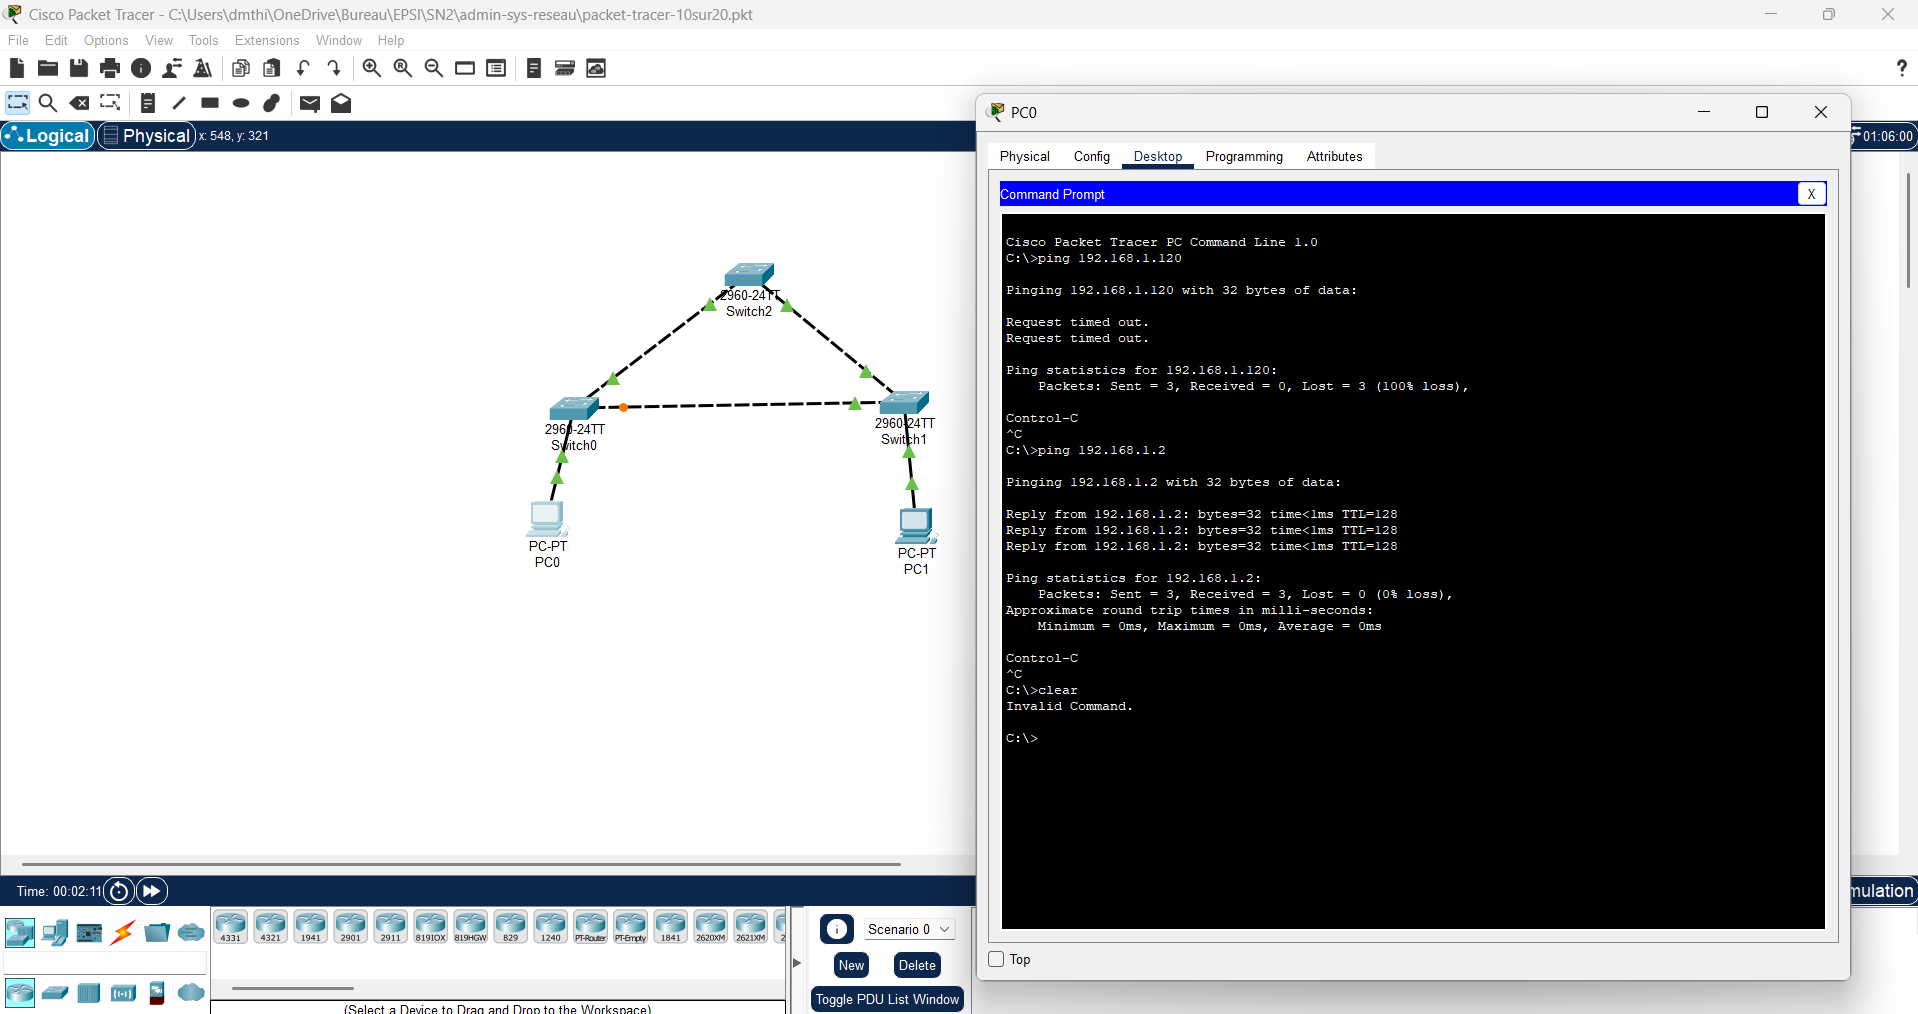 Cisco Packet Tracer - C:\Users\dmthi\OneDrive\Bureau\EPSI\SN2\admin-sys-reseau\packet-tracer-10sur20.pkt
File Edit Options View Tools Extensions Window Help
?
Logical Physical x: 548, y: 321
01:06:00
2960-24TT
Switch2
2960-24TT
Switch0
2960-24TT
Switch1
PC-PT
PC0
PC-PT
PC1
PC0
Physical Config Desktop Programming Attributes
Command Prompt X
Cisco Packet Tracer PC Command Line 1.0
C:\>ping 192.168.1.120
Pinging 192.168.1.120 with 32 bytes of data:
Request timed out.
Request timed out.
Ping statistics for 192.168.1.120:
Packets: Sent = 3, Received = 0, Lost = 3 (100% loss),
Control-C
^C
C:\>ping 192.168.1.2
Pinging 192.168.1.2 with 32 bytes of data:
Reply from 192.168.1.2: bytes=32 time<1ms TTL=128
Reply from 192.168.1.2: bytes=32 time<1ms TTL=128
Reply from 192.168.1.2: bytes=32 time<1ms TTL=128
Ping statistics for 192.168.1.2:
Packets: Sent = 3, Received = 3, Lost = 0 (0% loss),
Approximate round trip times in milli-seconds:
Minimum = 0ms, Maximum = 0ms, Average = 0ms
Control-C
^C
C:\>clear
Invalid Command.
C:\>
Top
Time: 00:02:11
mulation
4331 4321 1941 2901 2911 819IOX 819HGW 829 1240 PT-Router PT-Empty 1841 2620XM 2621XM 2
Scenario 0
New Delete
Toggle PDU List Window
(Select a Device to Drag and Drop to the Workspace)